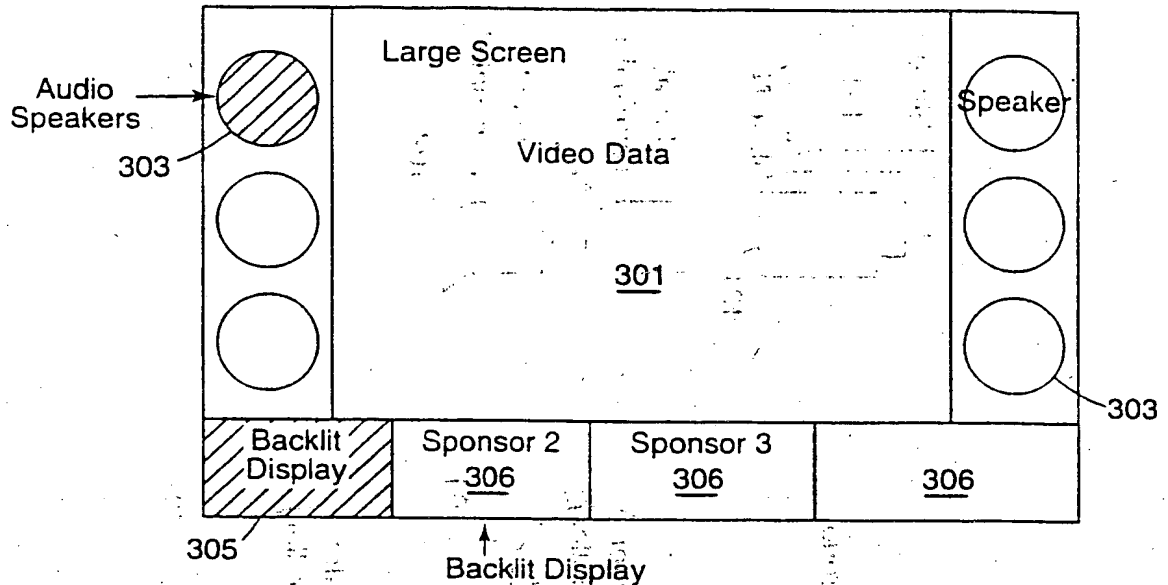 Large Screen
Audio
Speakers
303
Speaker
Video Data
301
303
Backlit
Display
Sponsor 2
306
Sponsor 3
306
306
305
Backlit Display